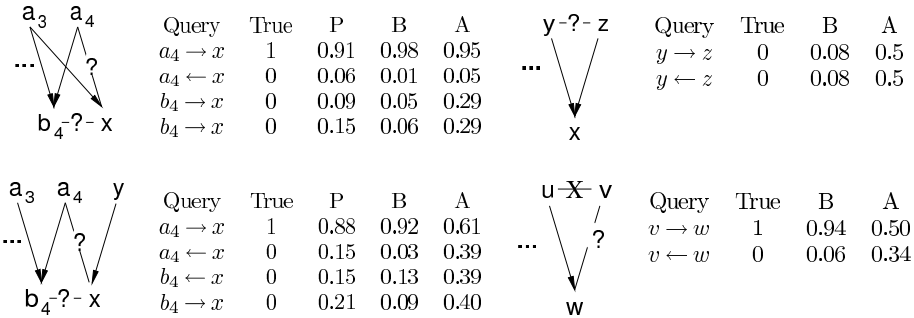 a3 a4
...
?
b4 -?- x
Query True P B A
a4 → x 1 0.91 0.98 0.95
a4 ← x 0 0.06 0.01 0.05
b4 → x 0 0.09 0.05 0.29
b4 → x 0 0.15 0.06 0.29
y -?- z
...
x
Query True B A
y → z 0 0.08 0.5
y ← z 0 0.08 0.5
a3 a4 y
...
?
b4 -?- x
Query True P B A
a4 → x 1 0.88 0.92 0.61
a4 ← x 0 0.15 0.03 0.39
b4 ← x 0 0.15 0.13 0.39
b4 → x 0 0.21 0.09 0.40
u X v
...
?
w
Query True B A
v → w 1 0.94 0.50
v ← w 0 0.06 0.34